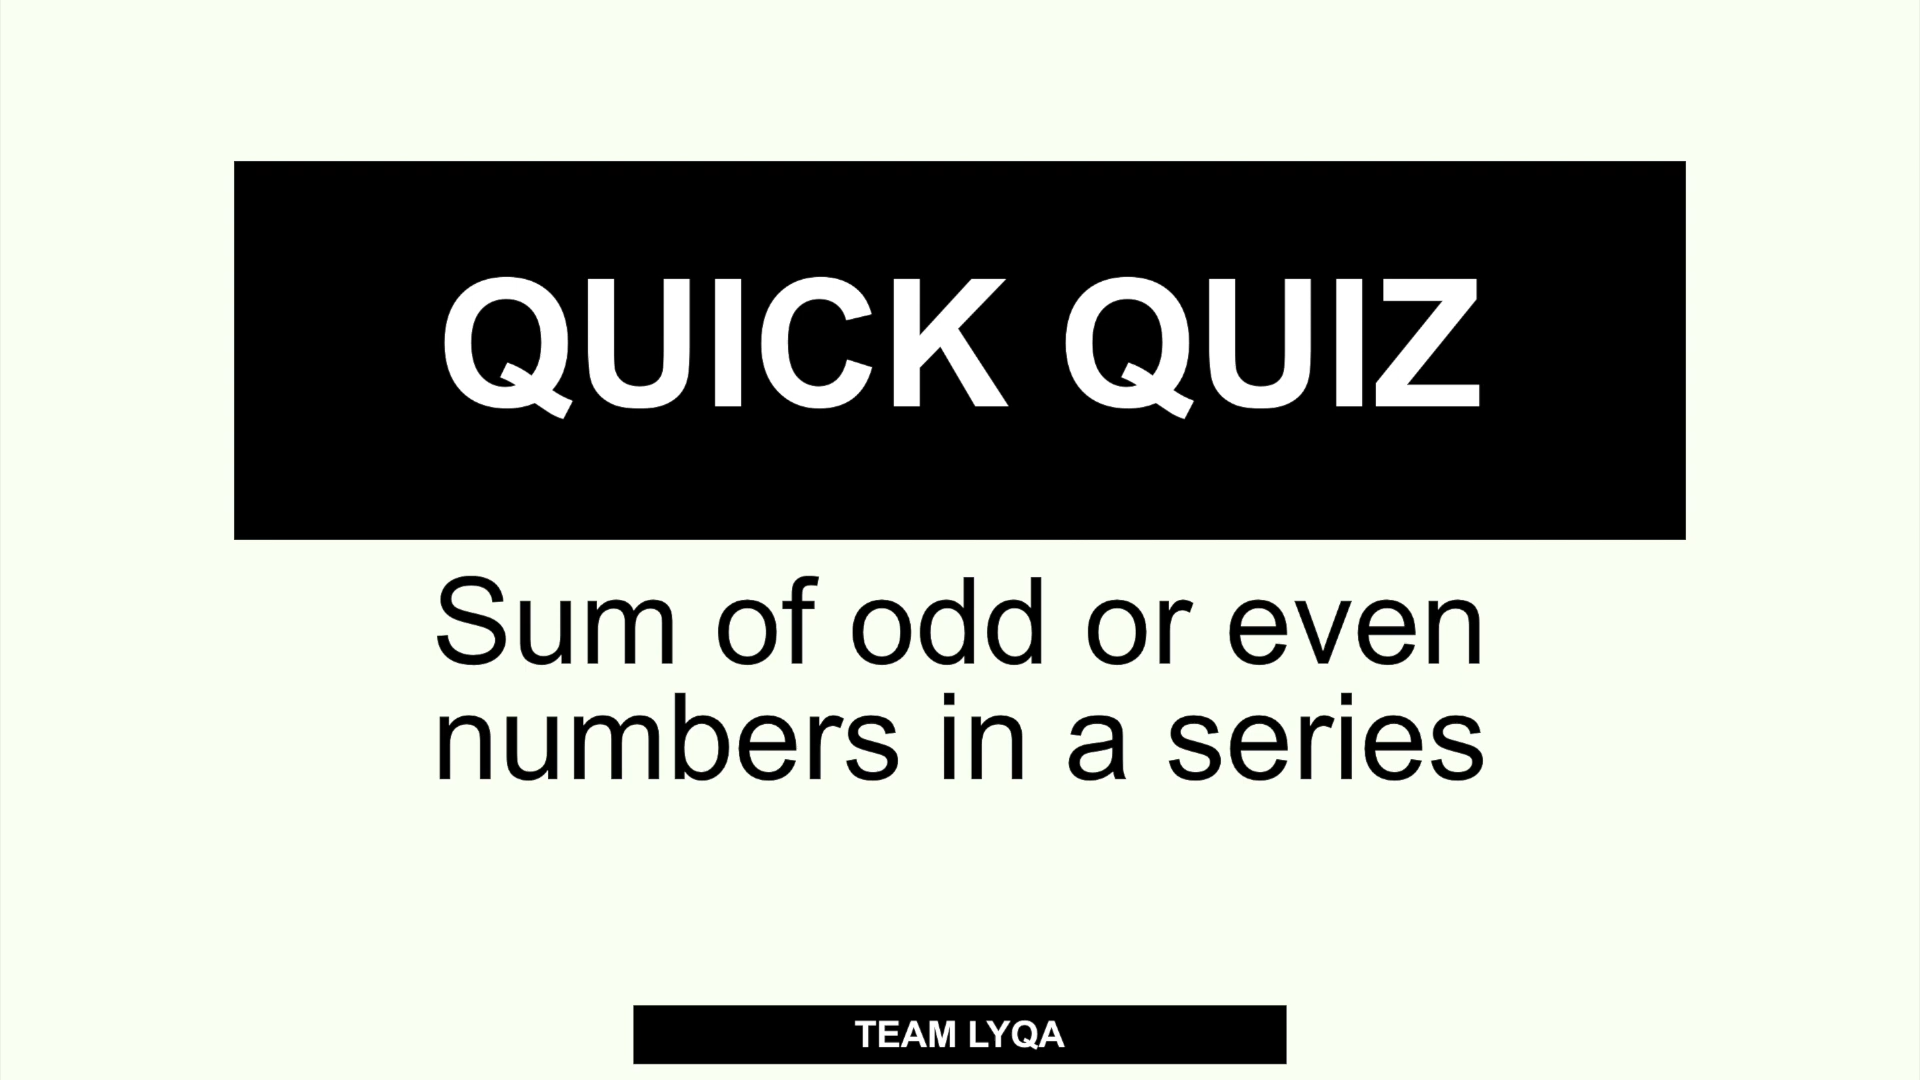 QUICK QUIZ
Sum of odd or even
numbers in a series
TEAM LYQA